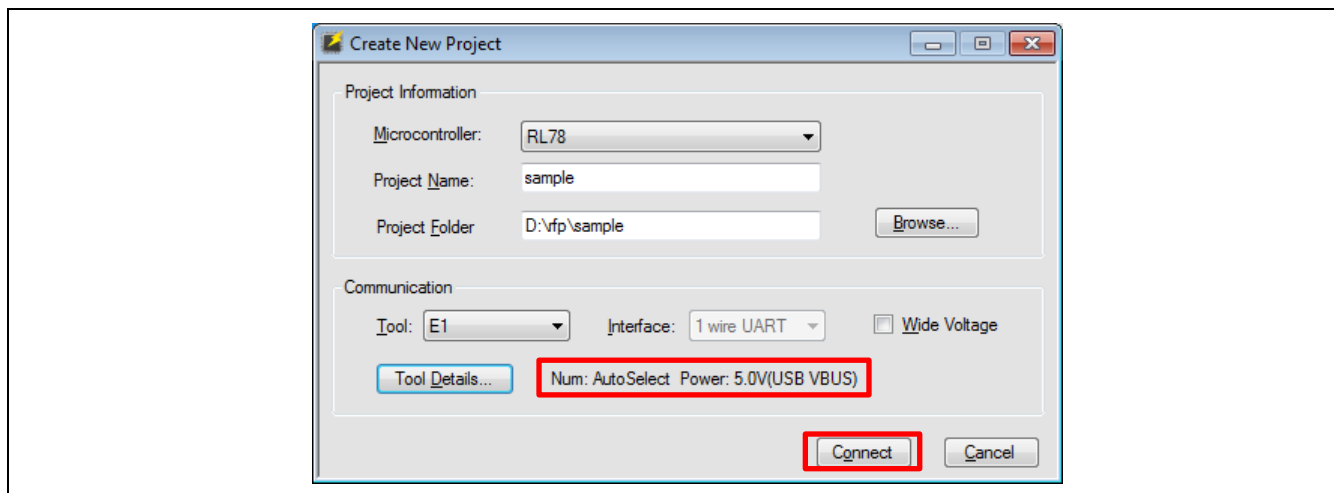 Create New Project
Project Information
Microcontroller: RL78
Project Name: sample
Project Folder D:\rfp\sample Browse...
Communication
Tool: E1 Interface: 1 wire UART Wide Voltage
Tool Details... Num: AutoSelect Power: 5.0V(USB VBUS)
Connect Cancel